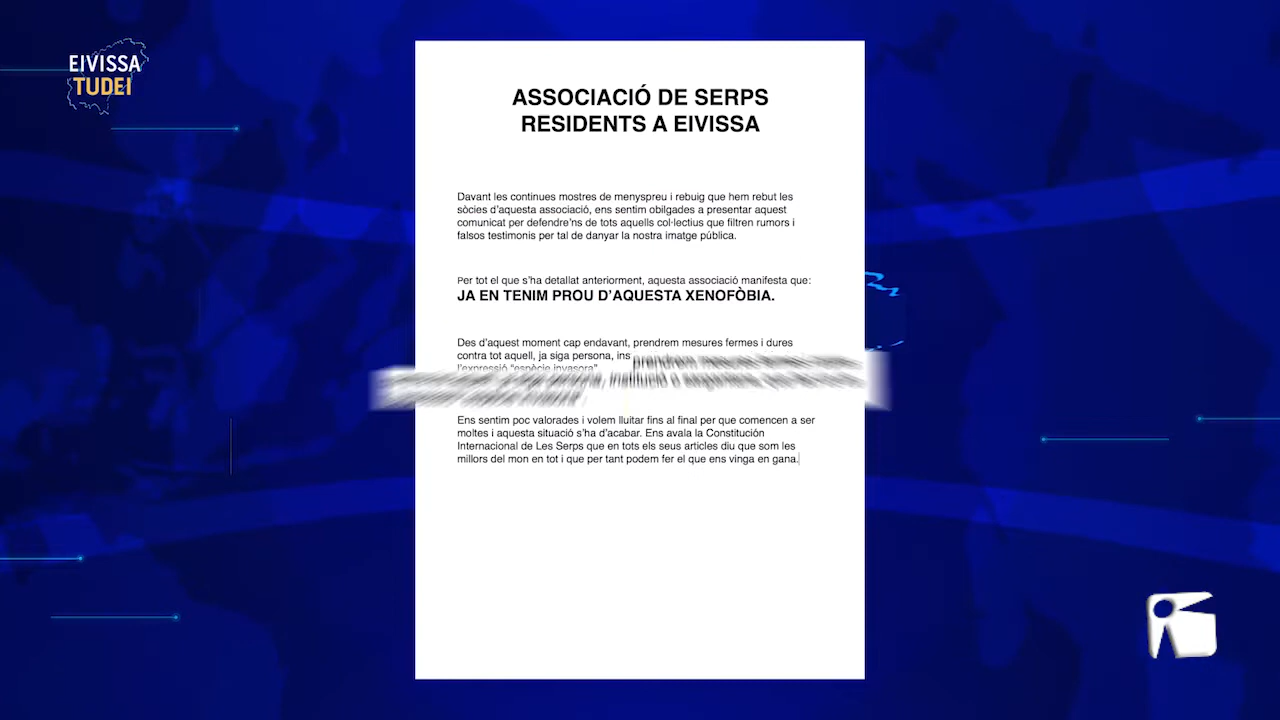 EIVISSA
TUDEI
ASSOCIACIÓ DE SERPS
RESIDENTS A EIVISSA
Davant les continues mostres de menyspreu i rebuig que hem rebut les
sòcies d'aquesta associació, ens sentim obilgades a presentar aquest
comunicat per defendre'ns de tots aquells col·lectius que filtren rumors i
falsos testimonis per tal de danyar la nostra imatge pública.
Per tot el que s'ha detallat anteriorment, aquesta associació manifesta que:
JA EN TENIM PROU D'AQUESTA XENOFÒBIA.
Des d'aquest moment cap endavant, prendrem mesures fermes i dures
contra tot aquell, ja siga persona, ins
l'expressió "espècie invasora"
Ens sentim poc valorades i volem lluitar fins al final per que comencen a ser
moltes i aquesta situació s'ha d'acabar. Ens avala la Constitución
Internacional de Les Serps que en tots els seus articles diu que som les
millors del mon en tot i que per tant podem fer el que ens vinga en gana.